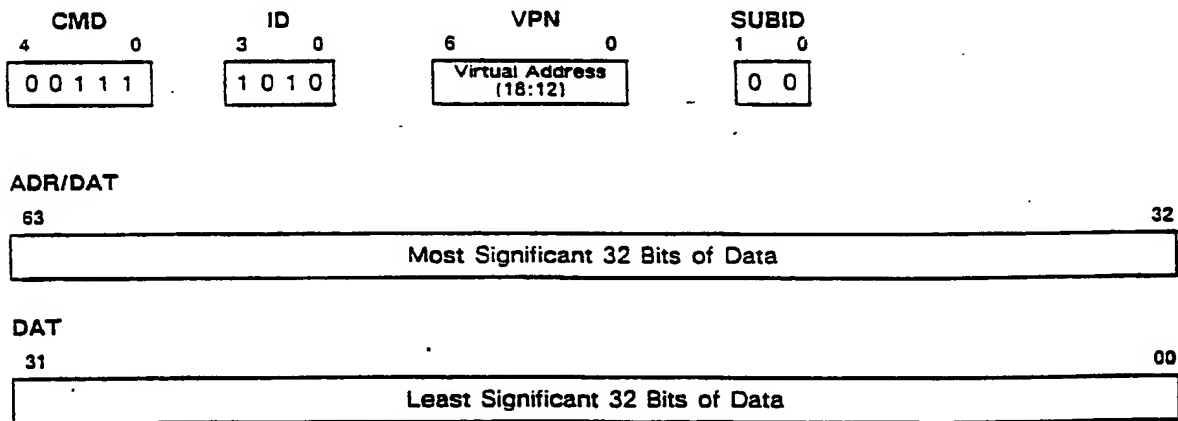 CMD ID VPN SUBID
4 0 3 0 6 0 1 0
0 0 1 1 1 1 0 1 0 Virtual Address 0 0
(18:12)
ADR/DAT
63 32
Most Significant 32 Bits of Data
DAT
31 00
Least Significant 32 Bits of Data